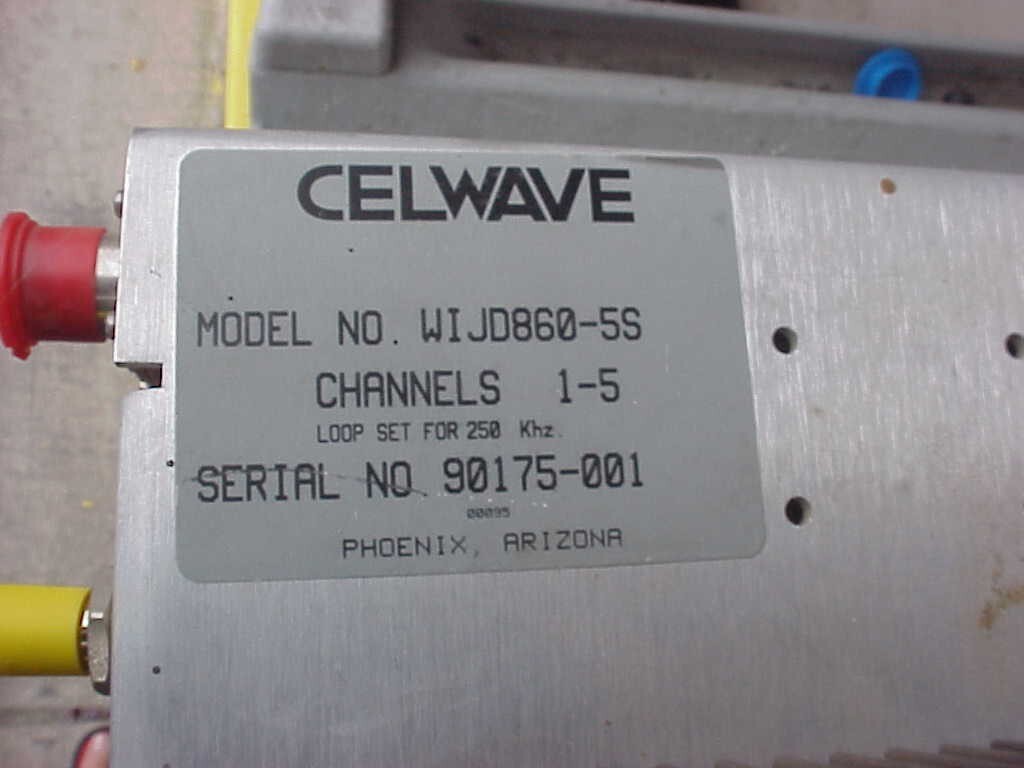 CELWAVE
MODEL NO. WIJD860-5S
CHANNELS 1-5
LOOP SET FOR 250 Khz.
SERIAL NO. 90175-001
00095
PHOENIX, ARIZONA